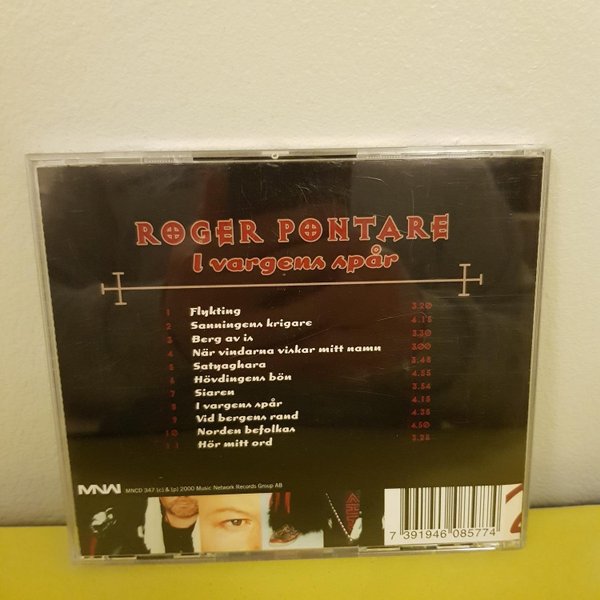 ROGER PONTARE
I vargens spår
1 Flykting 3.20
2 Sanningens krigare 4.15
3 Berg av is 3.30
4 När vindarna viskar mitt namn 3.00
5 Satyaghara 3.48
6 Hövdingens bön 4.55
7 Siaren 3.54
8 I vargens spår 4.15
9 Vid bergens rand 4.35
10 Norden befolkas 4.50
11 Hör mitt ord 3.25
MNW MNCD 347 (c) & (p) 2000 Music Network Records Group AB
7 391946 085774